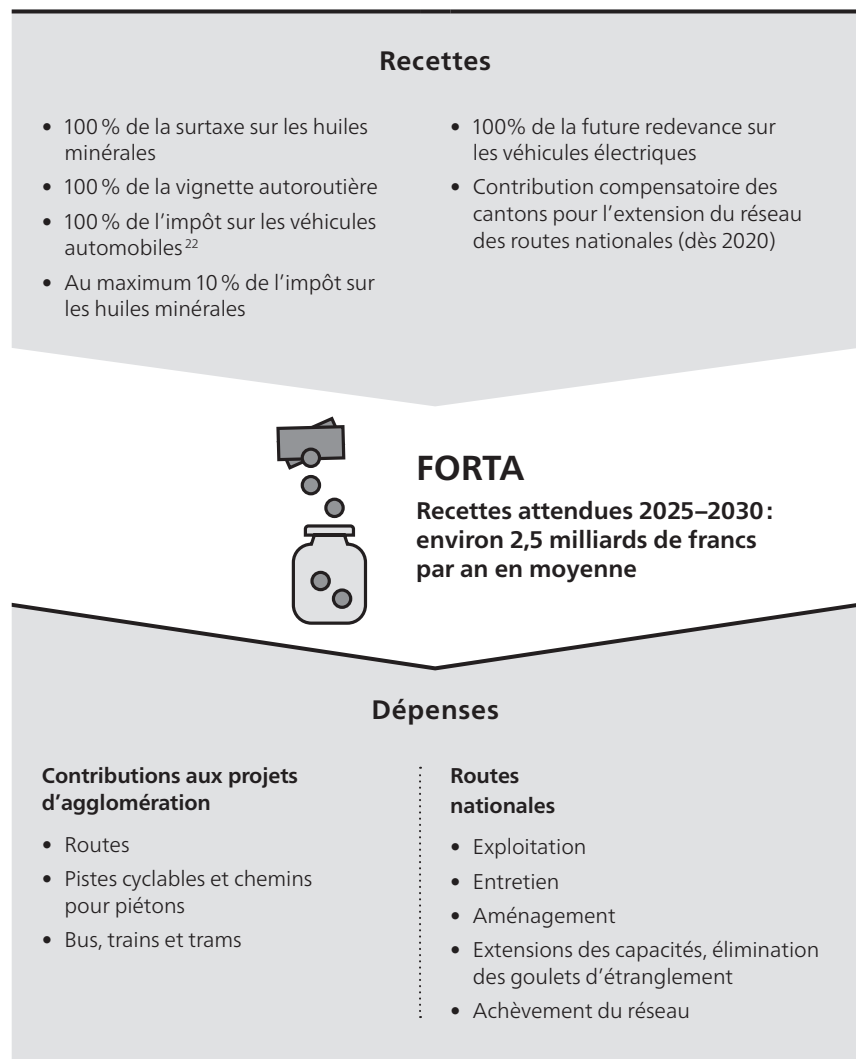 Recettes
• 100 % de la surtaxe sur les huiles
minérales
• 100 % de la vignette autoroutière
• 100 % de l’impôt sur les véhicules
automobiles 22
• Au maximum 10 % de l’impôt sur
les huiles minérales
• 100% de la future redevance sur
les véhicules électriques
• Contribution compensatoire des
cantons pour l’extension du réseau
des routes nationales (dès 2020)
FORTA
Recettes attendues 2025–2030 :
environ 2,5 milliards de francs
par an en moyenne
Dépenses
Contributions aux projets
d’agglomération
• Routes
• Pistes cyclables et chemins
pour piétons
• Bus, trains et trams
Routes
nationales
• Exploitation
• Entretien
• Aménagement
• Extensions des capacités, élimination
des goulets d’étranglement
• Achèvement du réseau